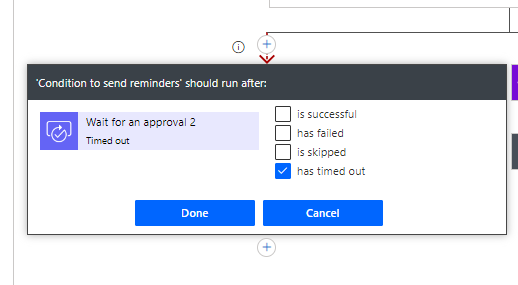 'Condition to send reminders' should run after:
Wait for an approval 2
Timed out
is successful
has failed
is skipped
has timed out
Done
Cancel